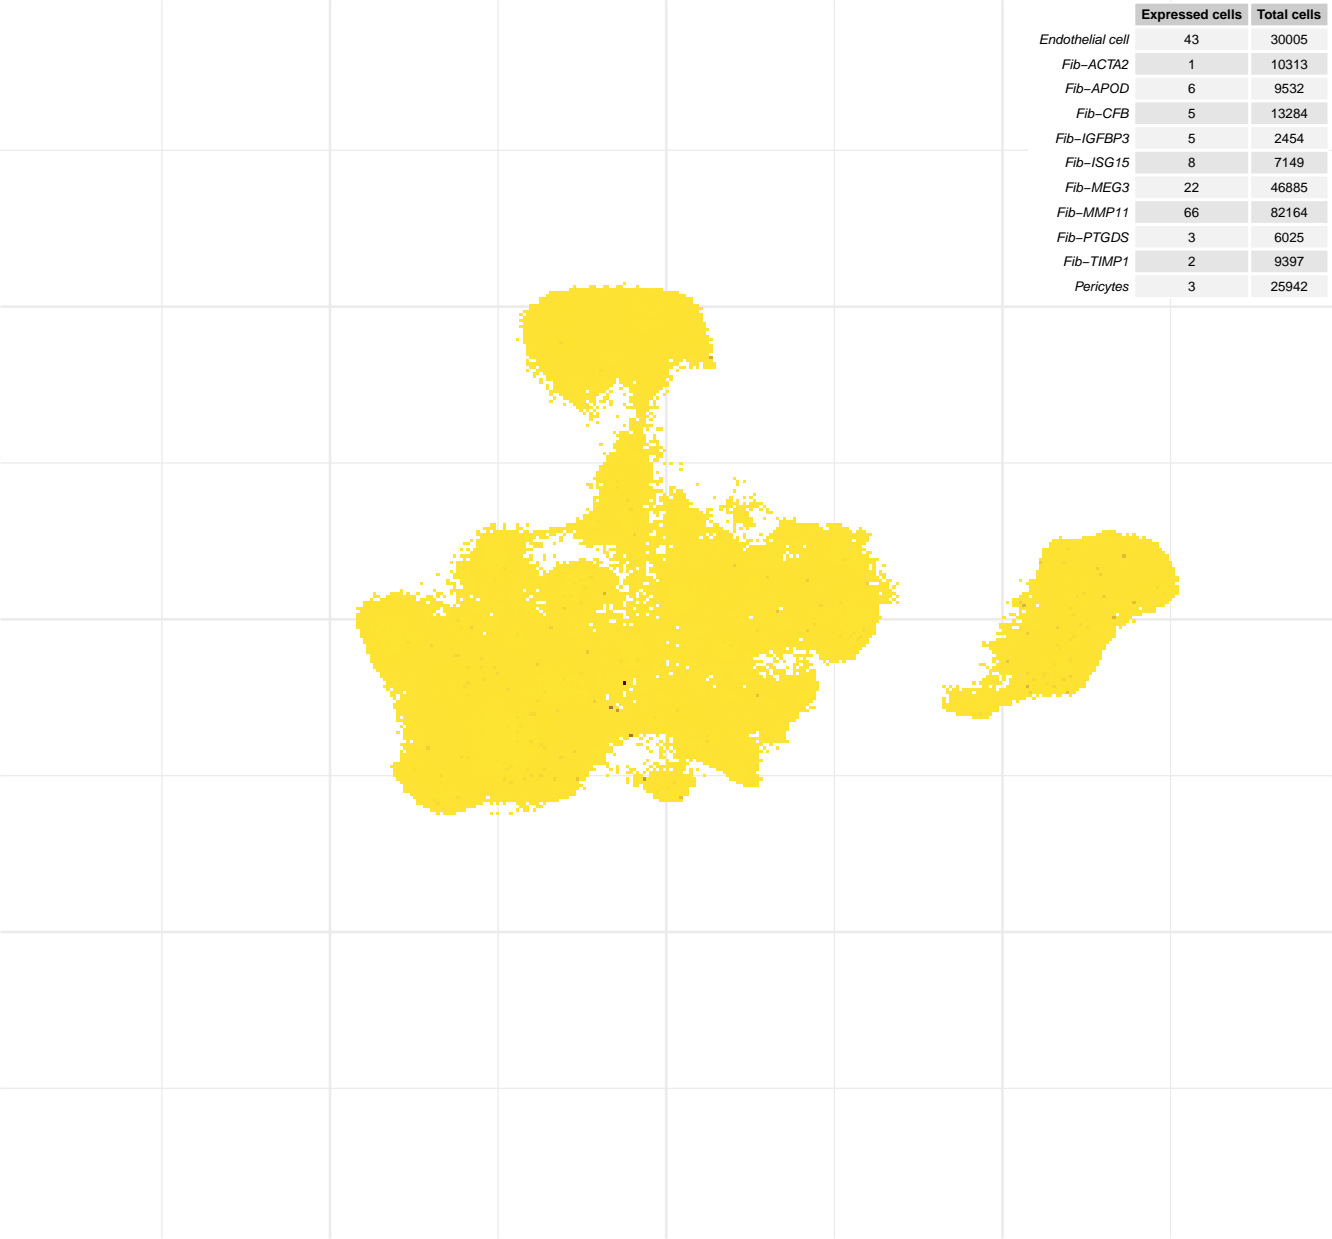 Expressed cells Total cells
Endothelial cell 43 30005
Fib−ACTA2 1 10313
Fib−APOD 6 9532
Fib−CFB 5 13284
Fib−IGFBP3 5 2454
Fib−ISG15 8 7149
Fib−MEG3 22 46885
Fib−MMP11 66 82164
Fib−PTGDS 3 6025
Fib−TIMP1 2 9397
Pericytes 3 25942